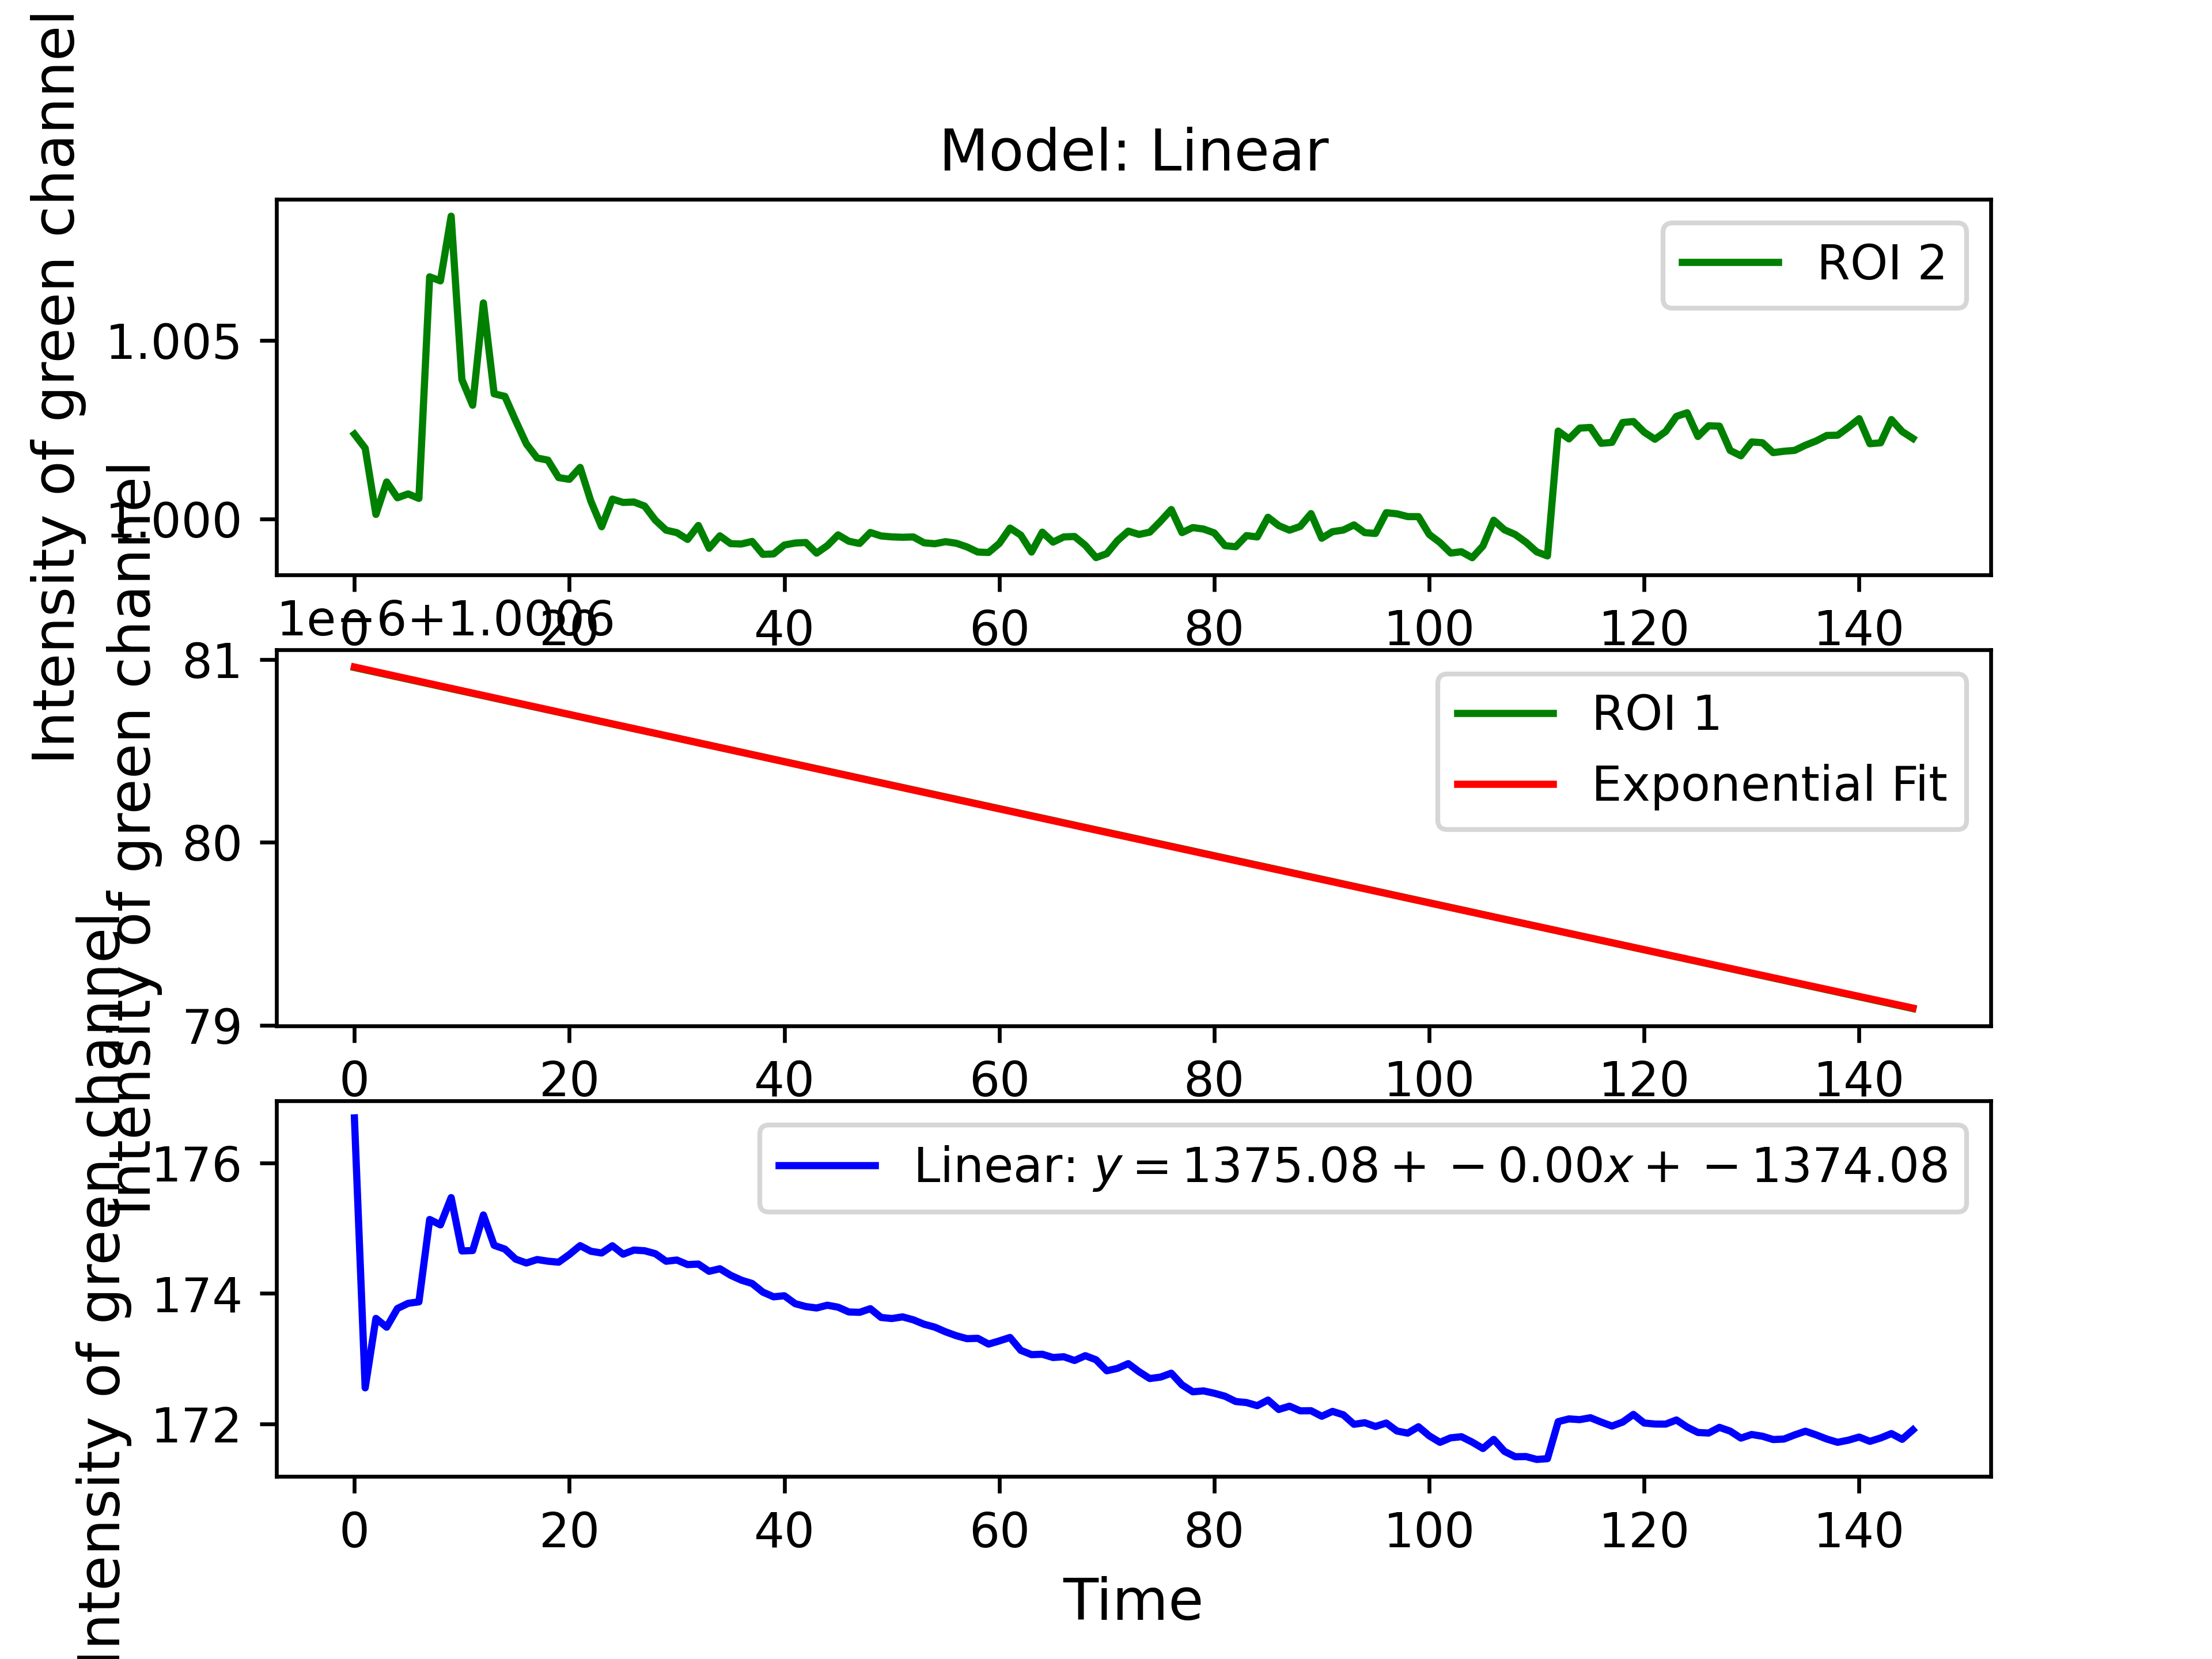 Model: Linear
Intensity of green channel
1.005
1.000
ROI 2
0 20 40 60 80 100 120 140
1e−6+1.0006
Intensity of green channel
81
80
79
ROI 1
Exponential Fit
0 20 40 60 80 100 120 140
Intensity of green channel
176
174
172
Linear: y = 1375.08 + − 0.00x + − 1374.08
0 20 40 60 80 100 120 140
Time